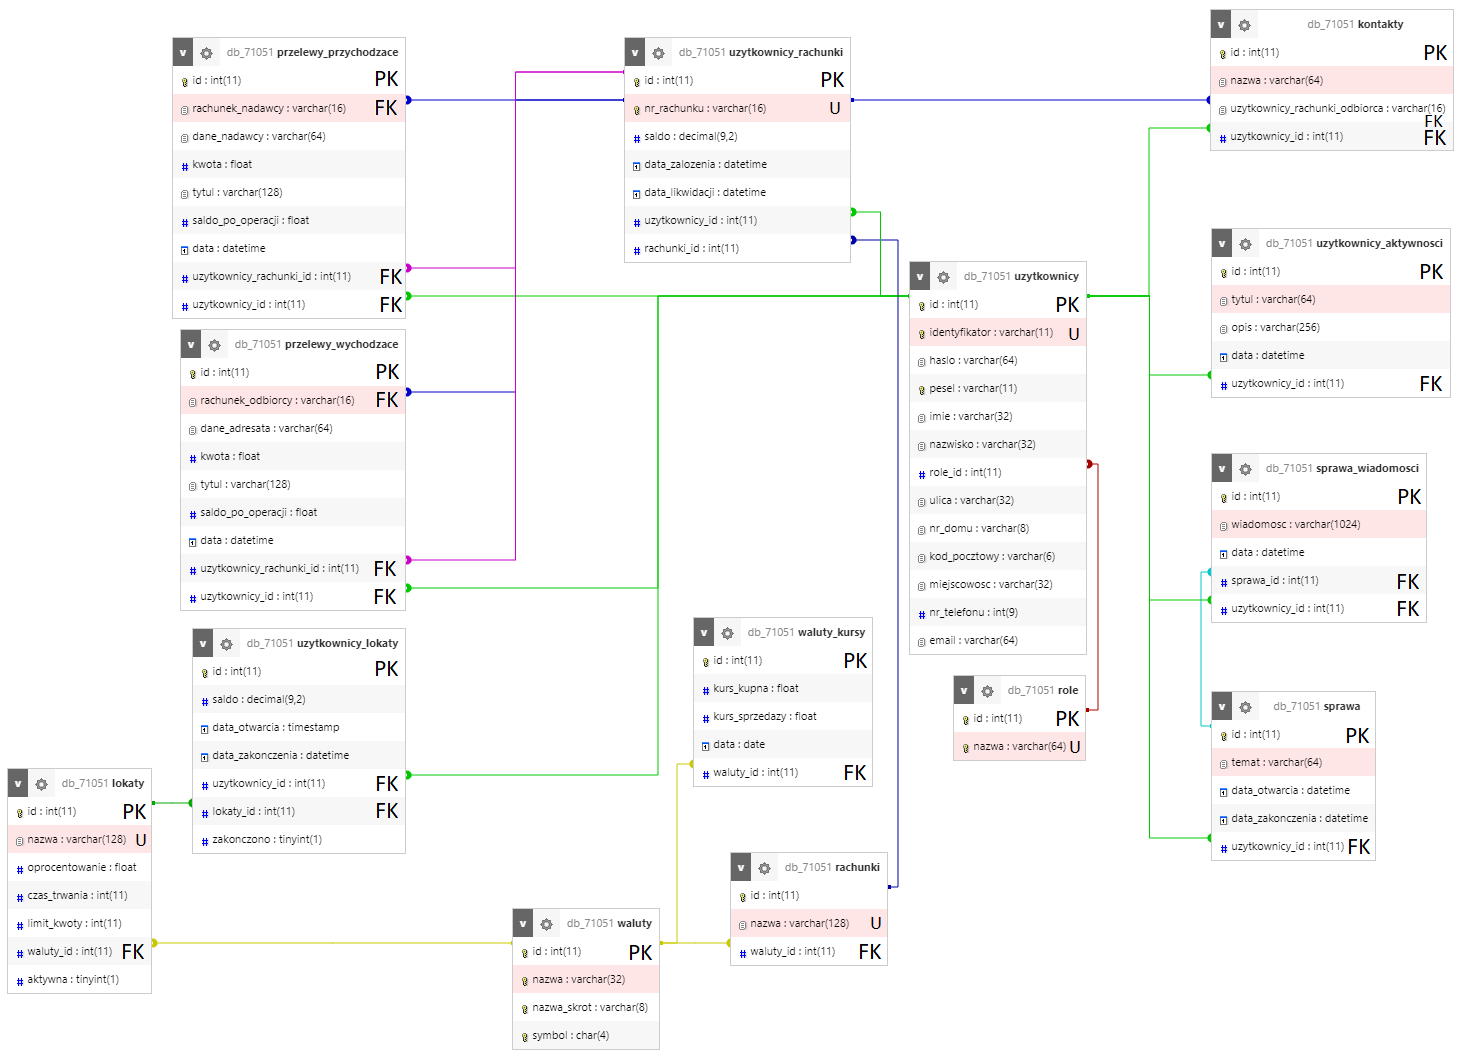 v db_71051 przelewy_przychodzace
id : int(11) PK
rachunek_nadawcy : varchar(16) FK
dane_nadawcy : varchar(64)
# kwota : float
tytul : varchar(128)
# saldo_po_operacji : float
data : datetime
# uzytkownicy_rachunki_id : int(11) FK
# uzytkownicy_id : int(11) FK
v db_71051 przelewy_wychodzace
id : int(11) PK
rachunek_odbiorcy : varchar(16) FK
dane_adresata : varchar(64)
# kwota : float
tytul : varchar(128)
# saldo_po_operacji : float
data : datetime
# uzytkownicy_rachunki_id : int(11) FK
# uzytkownicy_id : int(11) FK
v db_71051 uzytkownicy_lokaty
id : int(11) PK
# saldo : decimal(9,2)
data_otwarcia : timestamp
data_zakonczenia : datetime
# uzytkownicy_id : int(11) FK
# lokaty_id : int(11) FK
# zakonczono : tinyint(1)
v db_71051 lokaty
id : int(11) PK
nazwa : varchar(128) U
# oprocentowanie : float
# czas_trwania : int(11)
# limit_kwoty : int(11)
# waluty_id : int(11) FK
# aktywna : tinyint(1)
v db_71051 uzytkownicy_rachunki
id : int(11) PK
nr_rachunku : varchar(16) U
# saldo : decimal(9,2)
data_zalozenia : datetime
data_likwidacji : datetime
# uzytkownicy_id : int(11)
# rachunki_id : int(11)
v db_71051 waluty_kursy
id : int(11) PK
# kurs_kupna : float
# kurs_sprzedazy : float
data : date
# waluty_id : int(11) FK
v db_71051 waluty
id : int(11) PK
nazwa : varchar(32)
nazwa_skrot : varchar(8)
symbol : char(4)
v db_71051 rachunki
id : int(11)
nazwa : varchar(128) U
# waluty_id : int(11) FK
v db_71051 uzytkownicy
id : int(11) PK
identyfikator : varchar(11) U
haslo : varchar(64)
pesel : varchar(11)
imie : varchar(32)
nazwisko : varchar(32)
# role_id : int(11)
ulica : varchar(32)
nr_domu : varchar(8)
kod_pocztowy : varchar(6)
miejscowosc : varchar(32)
# nr_telefonu : int(9)
email : varchar(64)
v db_71051 role
id : int(11) PK
nazwa : varchar(64) U
v db_71051 kontakty
id : int(11) PK
nazwa : varchar(64)
uzytkownicy_rachunki_odbiorca : varchar(16)
FK
# uzytkownicy_id : int(11) FK
v db_71051 uzytkownicy_aktywnosci
id : int(11) PK
tytul : varchar(64)
opis : varchar(256)
data : datetime
# uzytkownicy_id : int(11) FK
v db_71051 sprawa_wiadomosci
id : int(11) PK
wiadomosc : varchar(1024)
data : datetime
# sprawa_id : int(11) FK
# uzytkownicy_id : int(11) FK
v db_71051 sprawa
id : int(11) PK
temat : varchar(64)
data_otwarcia : datetime
data_zakonczenia : datetime
# uzytkownicy_id : int(11) FK